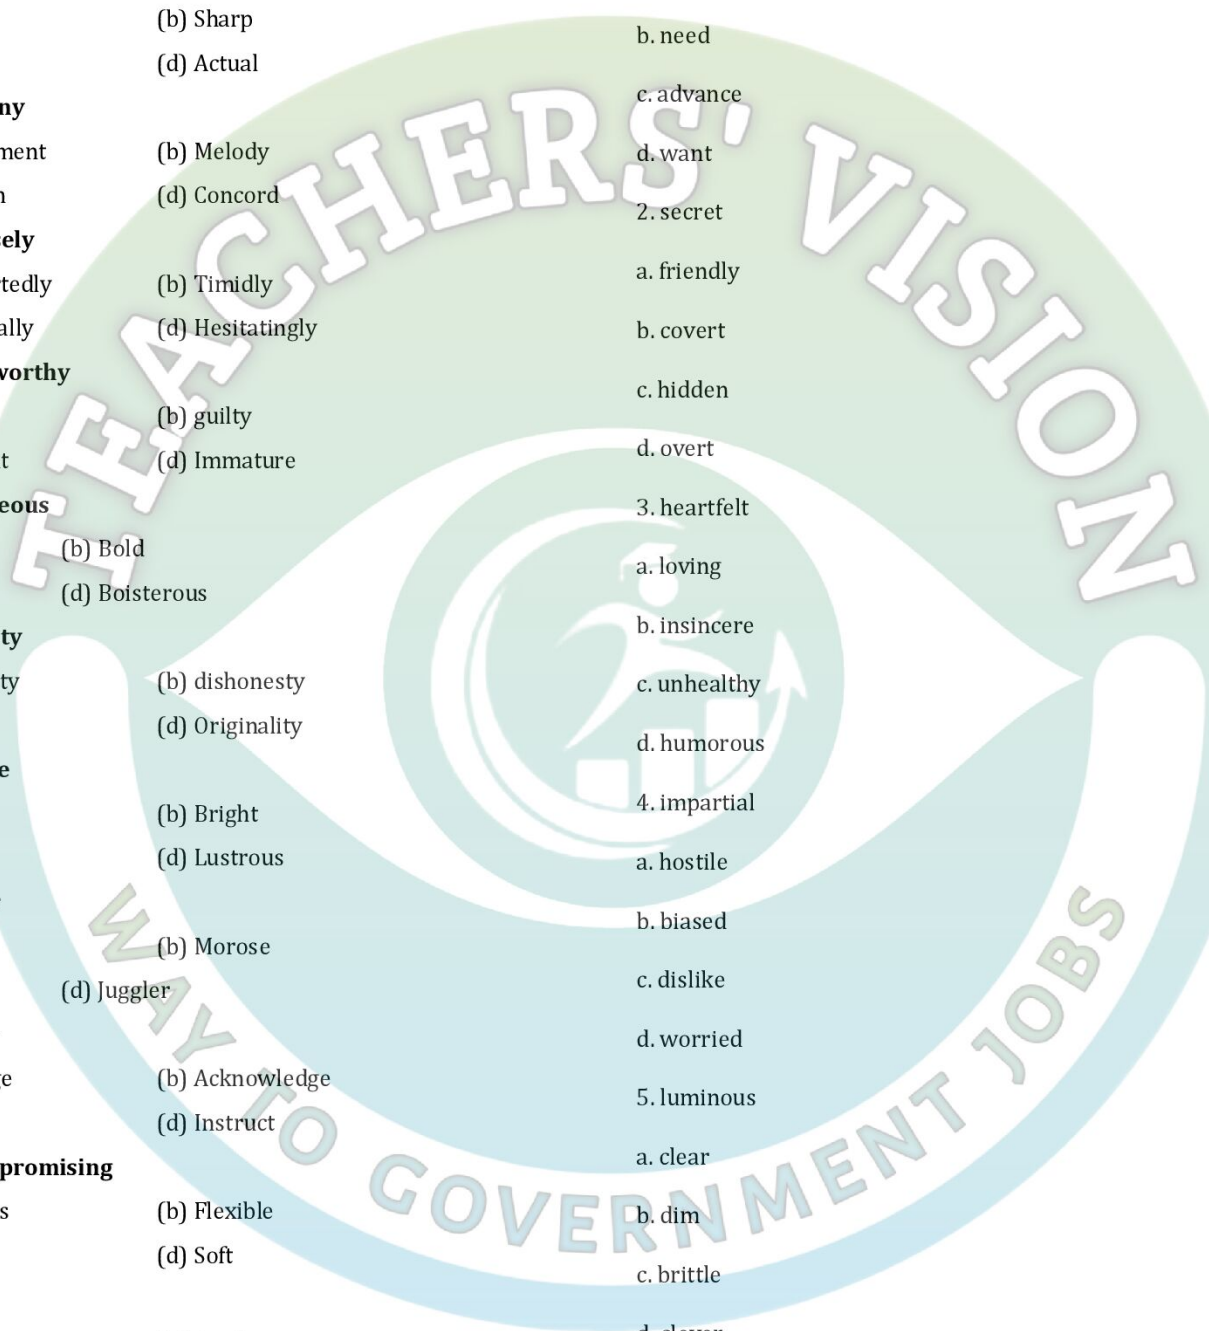 (b) Sharp
(d) Actual
ny
ment (b) Melody
n (d) Concord
sely
tedly (b) Timidly
ally (d) Hesitatingly
worthy
(b) guilty
t (d) Immature
eous
(b) Bold
(d) Boisterous
ty
ty (b) dishonesty
(d) Originality
e
(b) Bright
(d) Lustrous
(b) Morose
(d) Juggler
e (b) Acknowledge
(d) Instruct
promising
s (b) Flexible
(d) Soft
b. need
c. advance
d. want
2. secret
a. friendly
b. covert
c. hidden
d. overt
3. heartfelt
a. loving
b. insincere
c. unhealthy
d. humorous
4. impartial
a. hostile
b. biased
c. dislike
d. worried
5. luminous
a. clear
b. dim
c. brittle
d. clever
TEACHERS' VISION
WAY TO GOVERNMENT JOBS